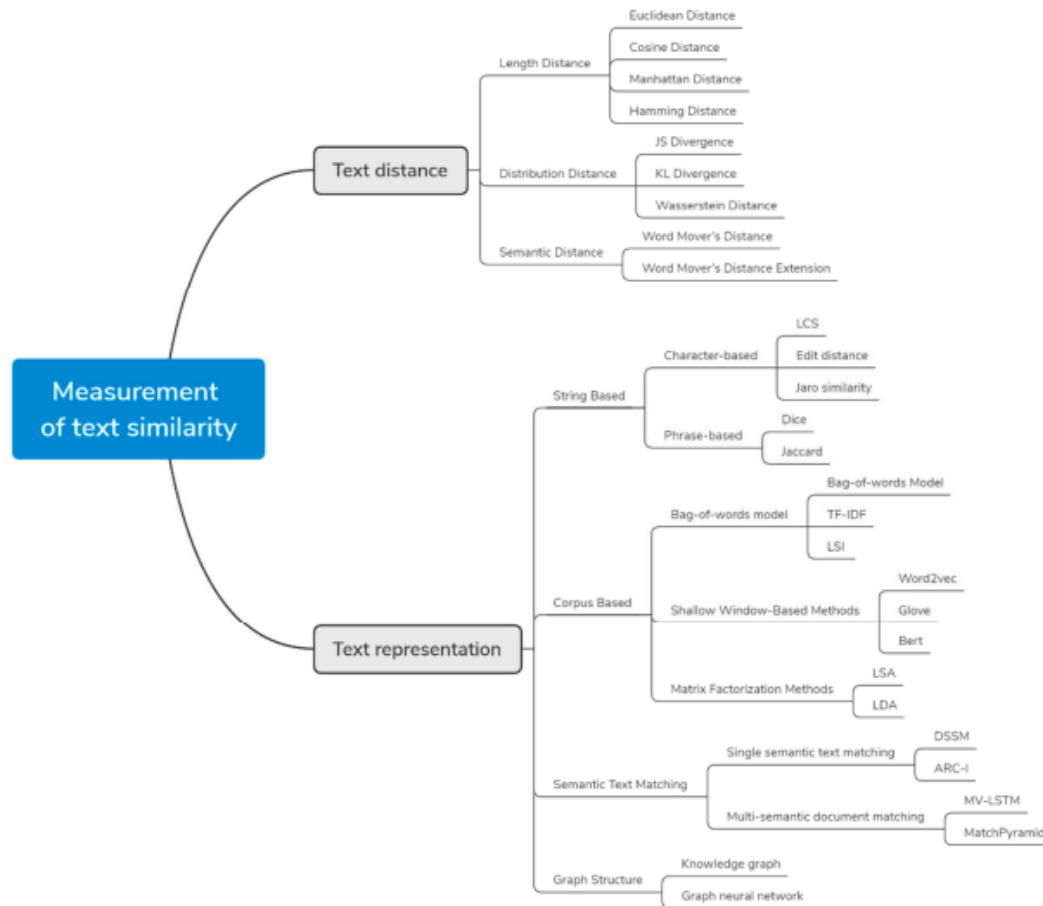 Measurement
of text similarity
Text distance
Length Distance
Euclidean Distance
Cosine Distance
Manhattan Distance
Hamming Distance
Distribution Distance
JS Divergence
KL Divergence
Wasserstein Distance
Semantic Distance
Word Mover's Distance
Word Mover's Distance Extension
Text representation
String Based
Character-based
LCS
Edit distance
Jaro similarity
Phrase-based
Dice
Jaccard
Corpus Based
Bag-of-words model
Bag-of-words Model
TF-IDF
LSI
Shallow Window-Based Methods
Word2vec
Glove
Bert
Matrix Factorization Methods
LSA
LDA
Semantic Text Matching
Single semantic text matching
DSSM
ARC-I
Multi-semantic document matching
MV-LSTM
MatchPyramid
Graph Structure
Knowledge graph
Graph neural network